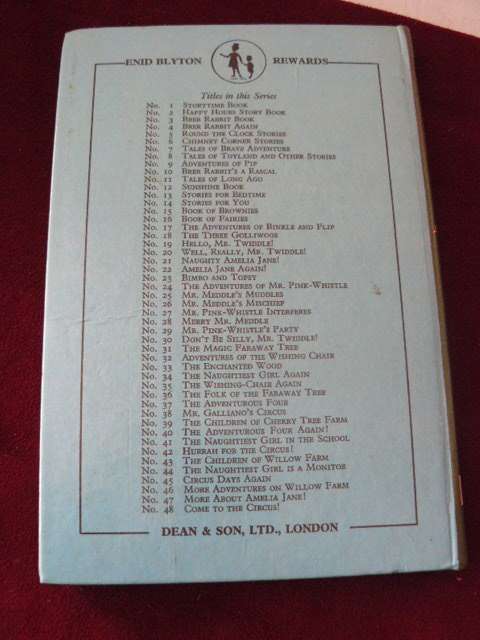 ENID BLYTON REWARDS
Titles in this Series
No. 1 STORYTIME BOOK
No. 2 HAPPY HOURS STORY BOOK
No. 3 BRER RABBIT BOOK
No. 4 BRER RABBIT AGAIN
No. 5 ROUND THE CLOCK STORIES
No. 6 CHIMNEY CORNER STORIES
No. 7 TALES OF BRAVE ADVENTURE
No. 8 TALES OF TOYLAND AND OTHER STORIES
No. 9 ADVENTURES OF PIP
No. 10 BRER RABBIT'S A RASCAL
No. 11 TALES OF LONG AGO
No. 12 SUNSHINE BOOK
No. 13 STORIES FOR BEDTIME
No. 14 STORIES FOR YOU
No. 15 BOOK OF BROWNIES
No. 16 BOOK OF FAIRIES
No. 17 THE ADVENTURES OF BINKLE AND FLIP
No. 18 THE THREE GOLLIWOGS
No. 19 HELLO, MR. TWIDDLE!
No. 20 WELL, REALLY, MR. TWIDDLE!
No. 21 NAUGHTY AMELIA JANE!
No. 22 AMELIA JANE AGAIN!
No. 23 BIMBO AND TOPSY
No. 24 THE ADVENTURES OF MR. PINK-WHISTLE
No. 25 MR. MEDDLE'S MUDDLES
No. 26 MR. MEDDLE'S MISCHIEF
No. 27 MR. PINK-WHISTLE INTERFERES
No. 28 MERRY MR. MEDDLE
No. 29 MR. PINK-WHISTLE'S PARTY
No. 30 DON'T BE SILLY, MR. TWIDDLE!
No. 31 THE MAGIC FARAWAY TREE
No. 32 ADVENTURES OF THE WISHING CHAIR
No. 33 THE ENCHANTED WOOD
No. 34 THE NAUGHTIEST GIRL AGAIN
No. 35 THE WISHING-CHAIR AGAIN
No. 36 THE FOLK OF THE FARAWAY TREE
No. 37 THE ADVENTUROUS FOUR
No. 38 MR. GALLIANO'S CIRCUS
No. 39 THE CHILDREN OF CHERRY TREE FARM
No. 40 THE ADVENTUROUS FOUR AGAIN!
No. 41 THE NAUGHTIEST GIRL IN THE SCHOOL
No. 42 HURRAH FOR THE CIRCUS!
No. 43 THE CHILDREN OF WILLOW FARM
No. 44 THE NAUGHTIEST GIRL IS A MONITOR
No. 45 CIRCUS DAYS AGAIN
No. 46 MORE ADVENTURES ON WILLOW FARM
No. 47 MORE ABOUT AMELIA JANE!
No. 48 COME TO THE CIRCUS!
DEAN & SON, LTD., LONDON